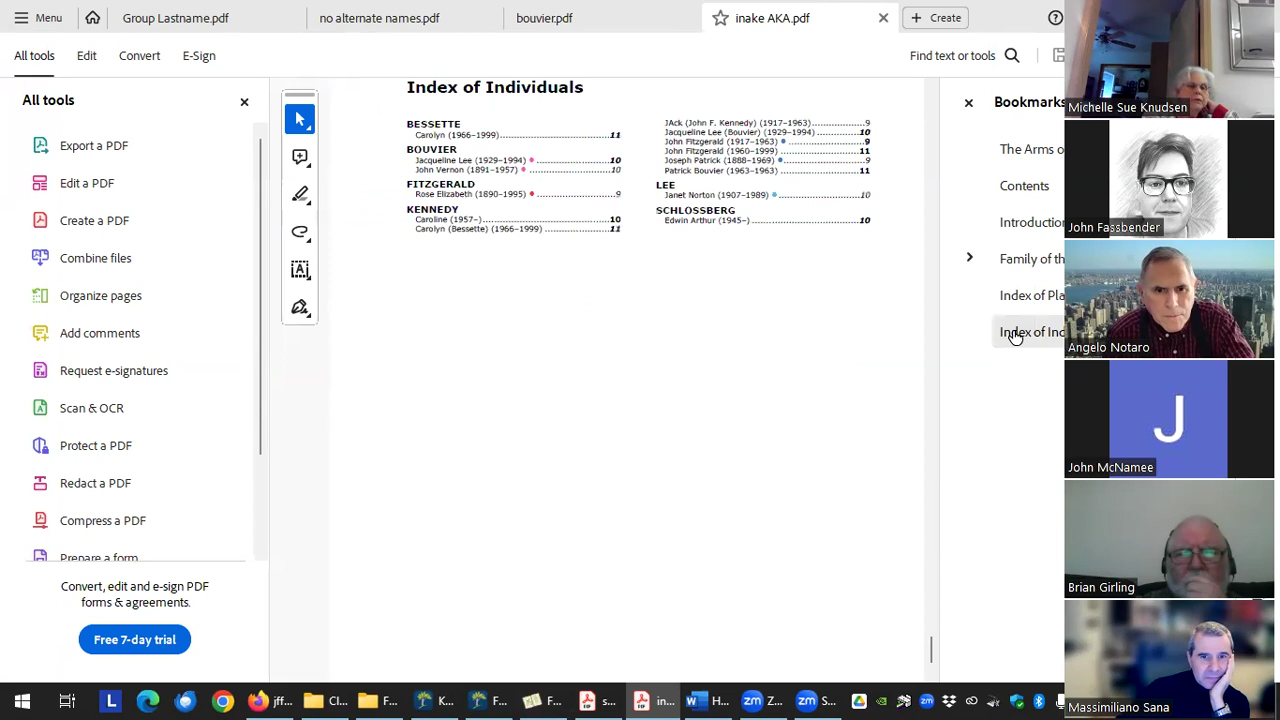 Menu
Group Lastname.pdf
no alternate names.pdf
bouvier.pdf
inake AKA.pdf
Create
All tools
Edit
Convert
E-Sign
Find text or tools
All tools
Export a PDF
Edit a PDF
Create a PDF
Combine files
Organize pages
Add comments
Request e-signatures
Scan & OCR
Protect a PDF
Redact a PDF
Compress a PDF
Prepare a form
Convert, edit and e-sign PDF
forms & agreements.
Free 7-day trial
Index of Individuals
BESSETTE
Carolyn (1966–1999)..............................11
BOUVIER
Jacqueline Lee (1929–1994) ......................10
John Vernon (1891–1957) ......................10
FITZGERALD
Rose Elizabeth (1890–1995) ......................9
KENNEDY
Caroline (1957–)..............................10
Carolyn (Bessette) (1966–1999) ..................11
JAck (John F. Kennedy) (1917–1963)..................9
Jacqueline Lee (Bouvier) (1929–1994) ..............10
John Fitzgerald (1917–1963) ......................9
John Fitzgerald (1960–1999) ......................11
Joseph Patrick (1888–1969) ......................9
Patrick Bouvier (1963–1963) ......................11
LEE
Janet Norton (1907–1989) ......................10
SCHLOSSBERG
Edwin Arthur (1945–) ..............................10
Bookmarks
The Arms o
Contents
Introduction
Family of th
Index of Pla
Index of Ind
Michelle Sue Knudsen
John Fassbender
Angelo Notaro
J
John McNamee
Brian Girling
Massimiliano Sana
L
jff...
Cl...
F...
K...
F...
F...
s...
in...
H...
Z...
S...